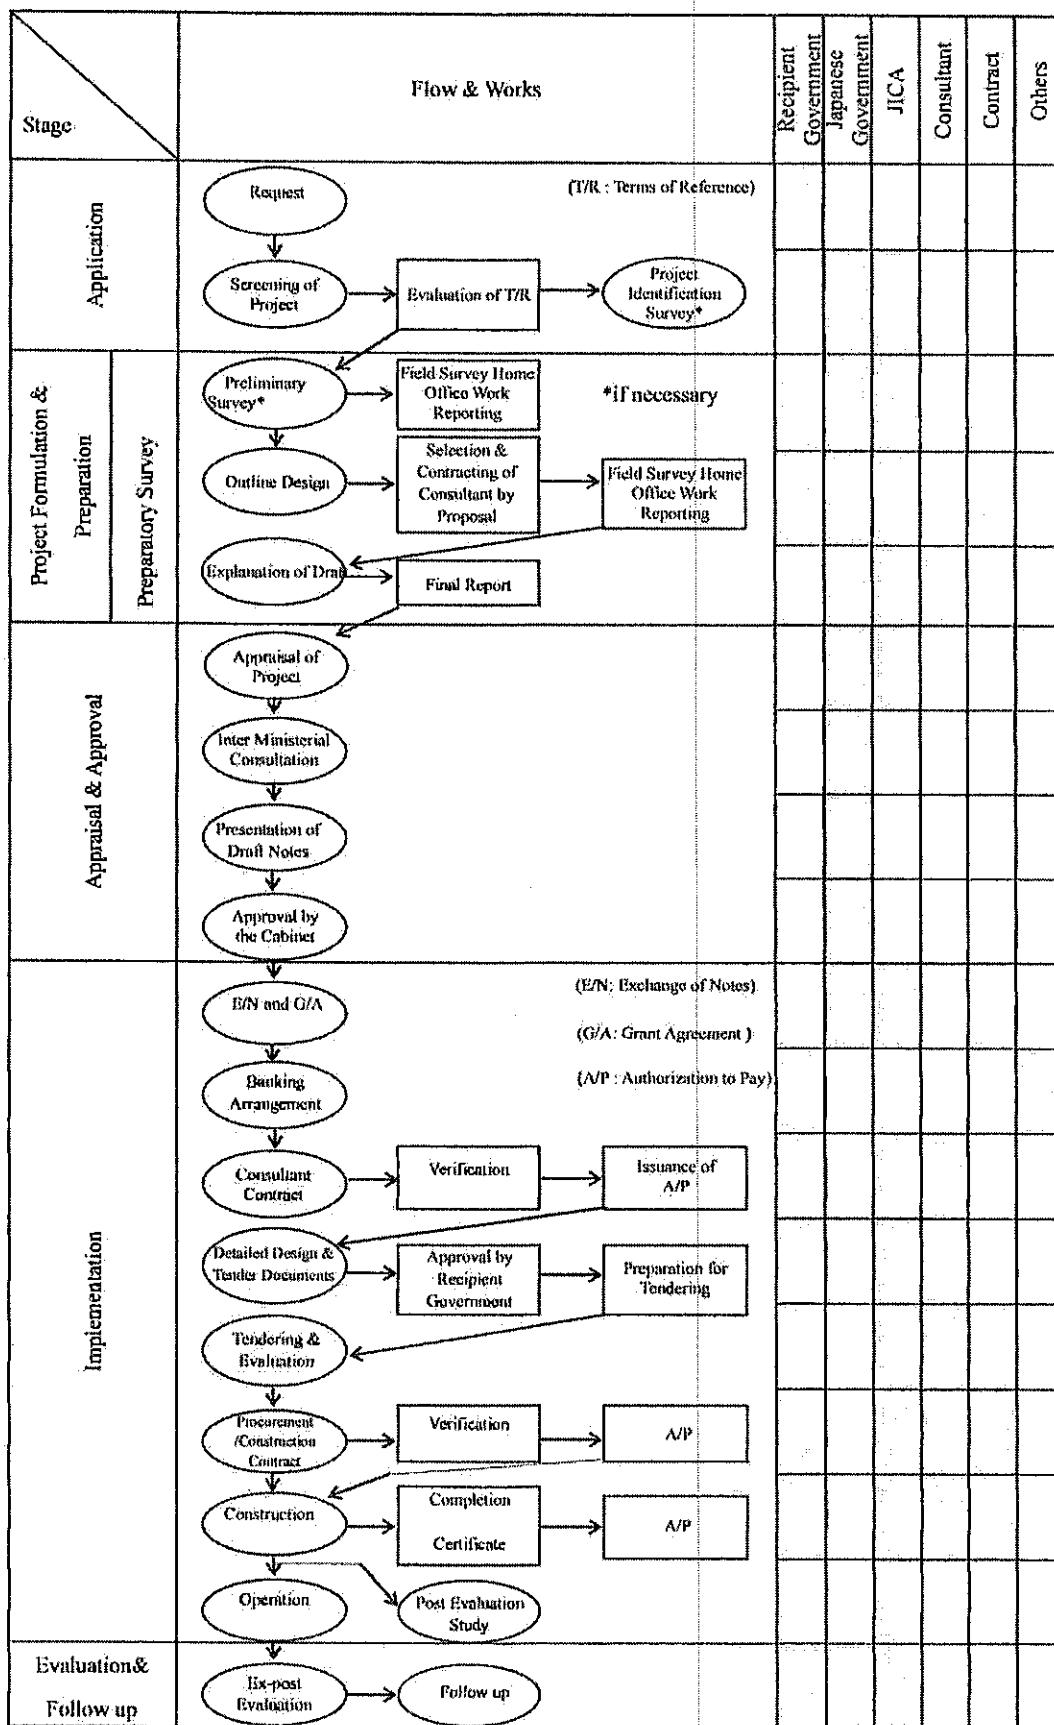 Stage
Flow & Works
Recipient
Government
Japanese
Government
JICA
Consultant
Contract
Others
Application
Request
(T/R : Terms of Reference)
Screening of
Project
Evaluation of T/R
Project
Identification
Survey*
Project Formulation &
Preparation
Preparatory Survey
Preliminary
Survey*
Field Survey Home
Office Work
Reporting
*if necessary
Outline Design
Selection &
Contracting of
Consultant by
Proposal
Field Survey Home
Office Work
Reporting
Explanation of Draft
Final Report
Appraisal & Approval
Appraisal of
Project
Inter Ministerial
Consultation
Presentation of
Draft Notes
Approval by
the Cabinet
Implementation
E/N and G/A
(E/N: Exchange of Notes)
(G/A: Grant Agreement )
(A/P : Authorization to Pay)
Banking
Arrangement
Consultant
Contract
Verification
Issuance of
A/P
Detailed Design &
Tender Documents
Approval by
Recipient
Government
Preparation for
Tendering
Tendering &
Evaluation
Procurement
/Construction
Contract
Verification
A/P
Construction
Completion
Certificate
A/P
Operation
Post Evaluation
Study
Evaluation&
Follow up
Ex-post
Evaluation
Follow up